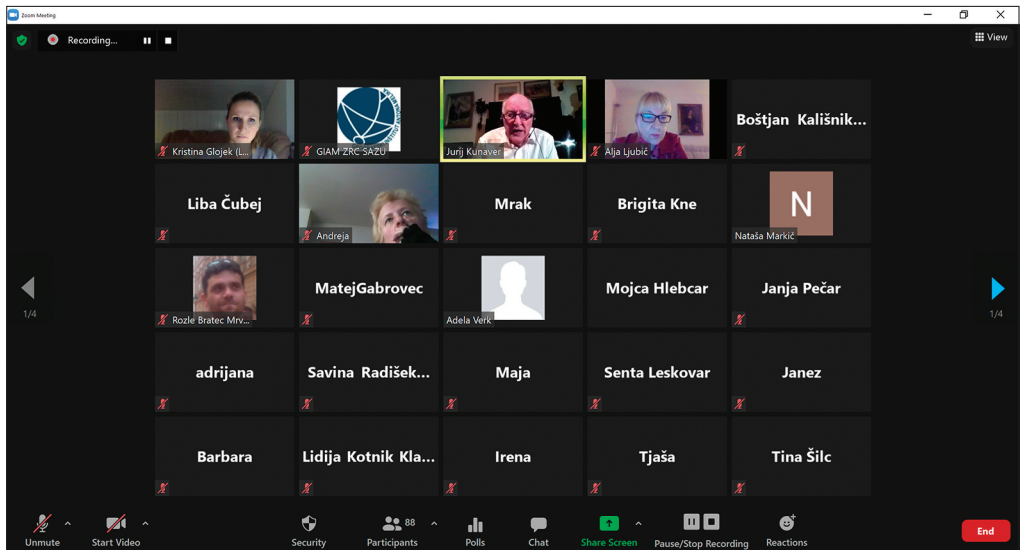 Zoom Meeting
Recording...
View
Kristina Glojek (L...
GIAM ZRC SAZU
Jurij Kunaver
Alja Ljubič
Boštjan Kališnik...
Liba Čubej
Andreja
Mrak
Brigita Kne
N
Nataša Markič
Rozle Bratec Mrv...
MatejGabrovec
Adela Verk
Mojca Hlebcar
Janja Pečar
1/4
1/4
adrijana
Savina Radišek...
Maja
Senta Leskovar
Janez
Barbara
Lidija Kotnik Kla...
Irena
Tjaša
Tina Šilc
Unmute
Start Video
Security
88
Participants
Polls
Chat
Share Screen
Pause/Stop Recording
Reactions
End